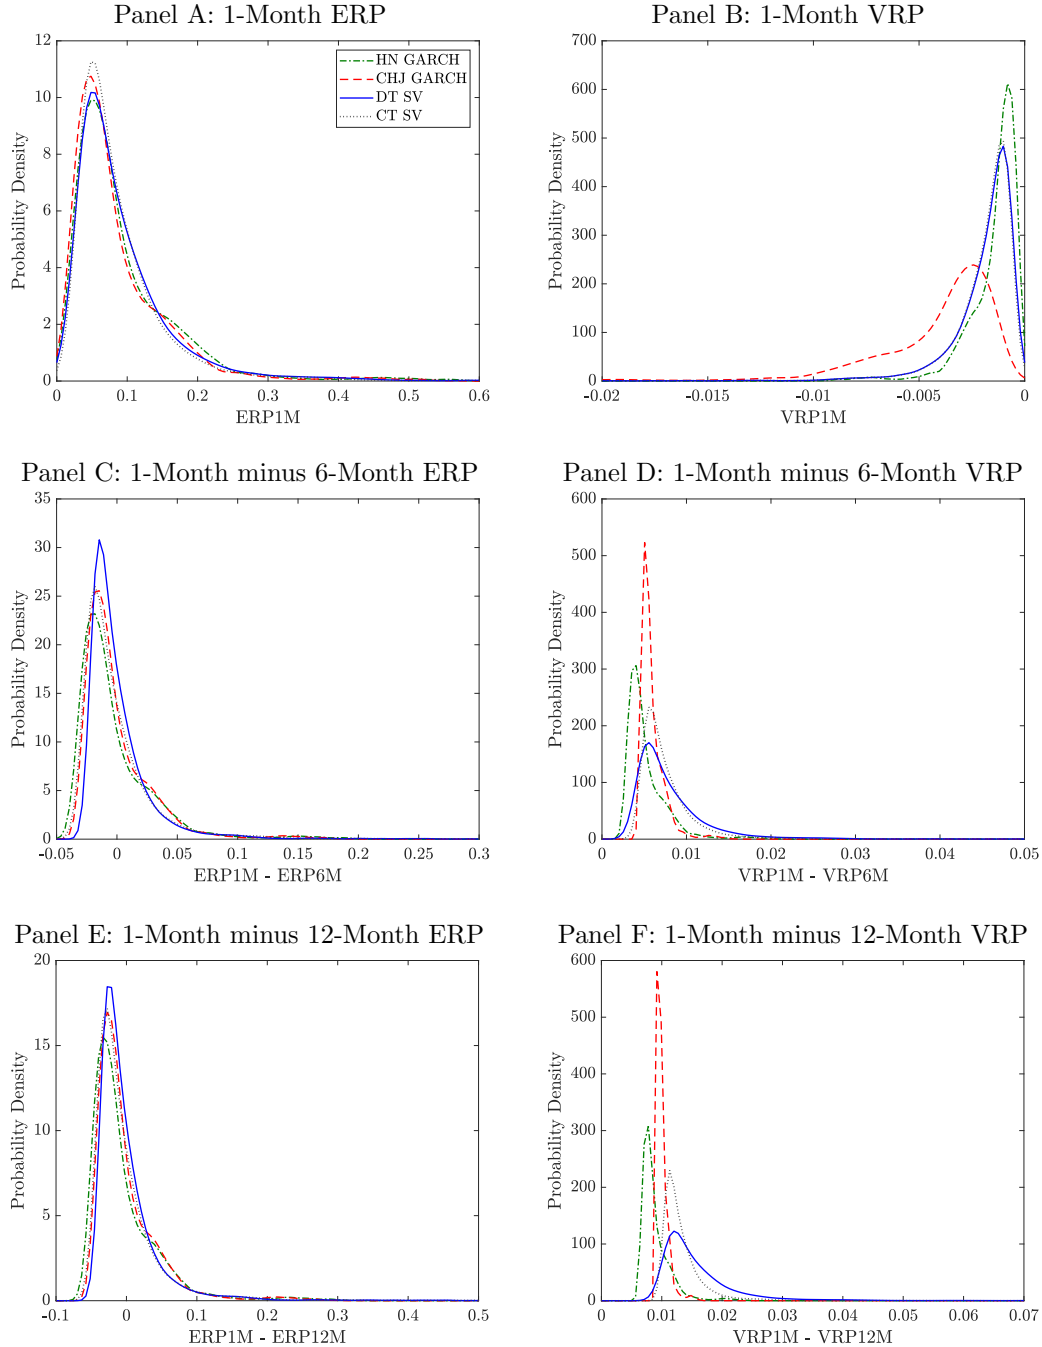 Panel A: 1-Month ERP
12
10
8
6
4
2
0
Probability Density
HN GARCH
CHJ GARCH
DT SV
CT SV
0 0.1 0.2 0.3 0.4 0.5 0.6
ERP1M
Panel B: 1-Month VRP
700
600
500
400
300
200
100
0
Probability Density
-0.02 -0.015 -0.01 -0.005 0
VRP1M
Panel C: 1-Month minus 6-Month ERP
35
30
25
20
15
10
5
0
Probability Density
-0.05 0 0.05 0.1 0.15 0.2 0.25 0.3
ERP1M - ERP6M
Panel D: 1-Month minus 6-Month VRP
600
500
400
300
200
100
0
Probability Density
0 0.01 0.02 0.03 0.04 0.05
VRP1M - VRP6M
Panel E: 1-Month minus 12-Month ERP
20
15
10
5
0
Probability Density
-0.1 0 0.1 0.2 0.3 0.4 0.5
ERP1M - ERP12M
Panel F: 1-Month minus 12-Month VRP
600
500
400
300
200
100
0
Probability Density
0 0.01 0.02 0.03 0.04 0.05 0.06 0.07
VRP1M - VRP12M